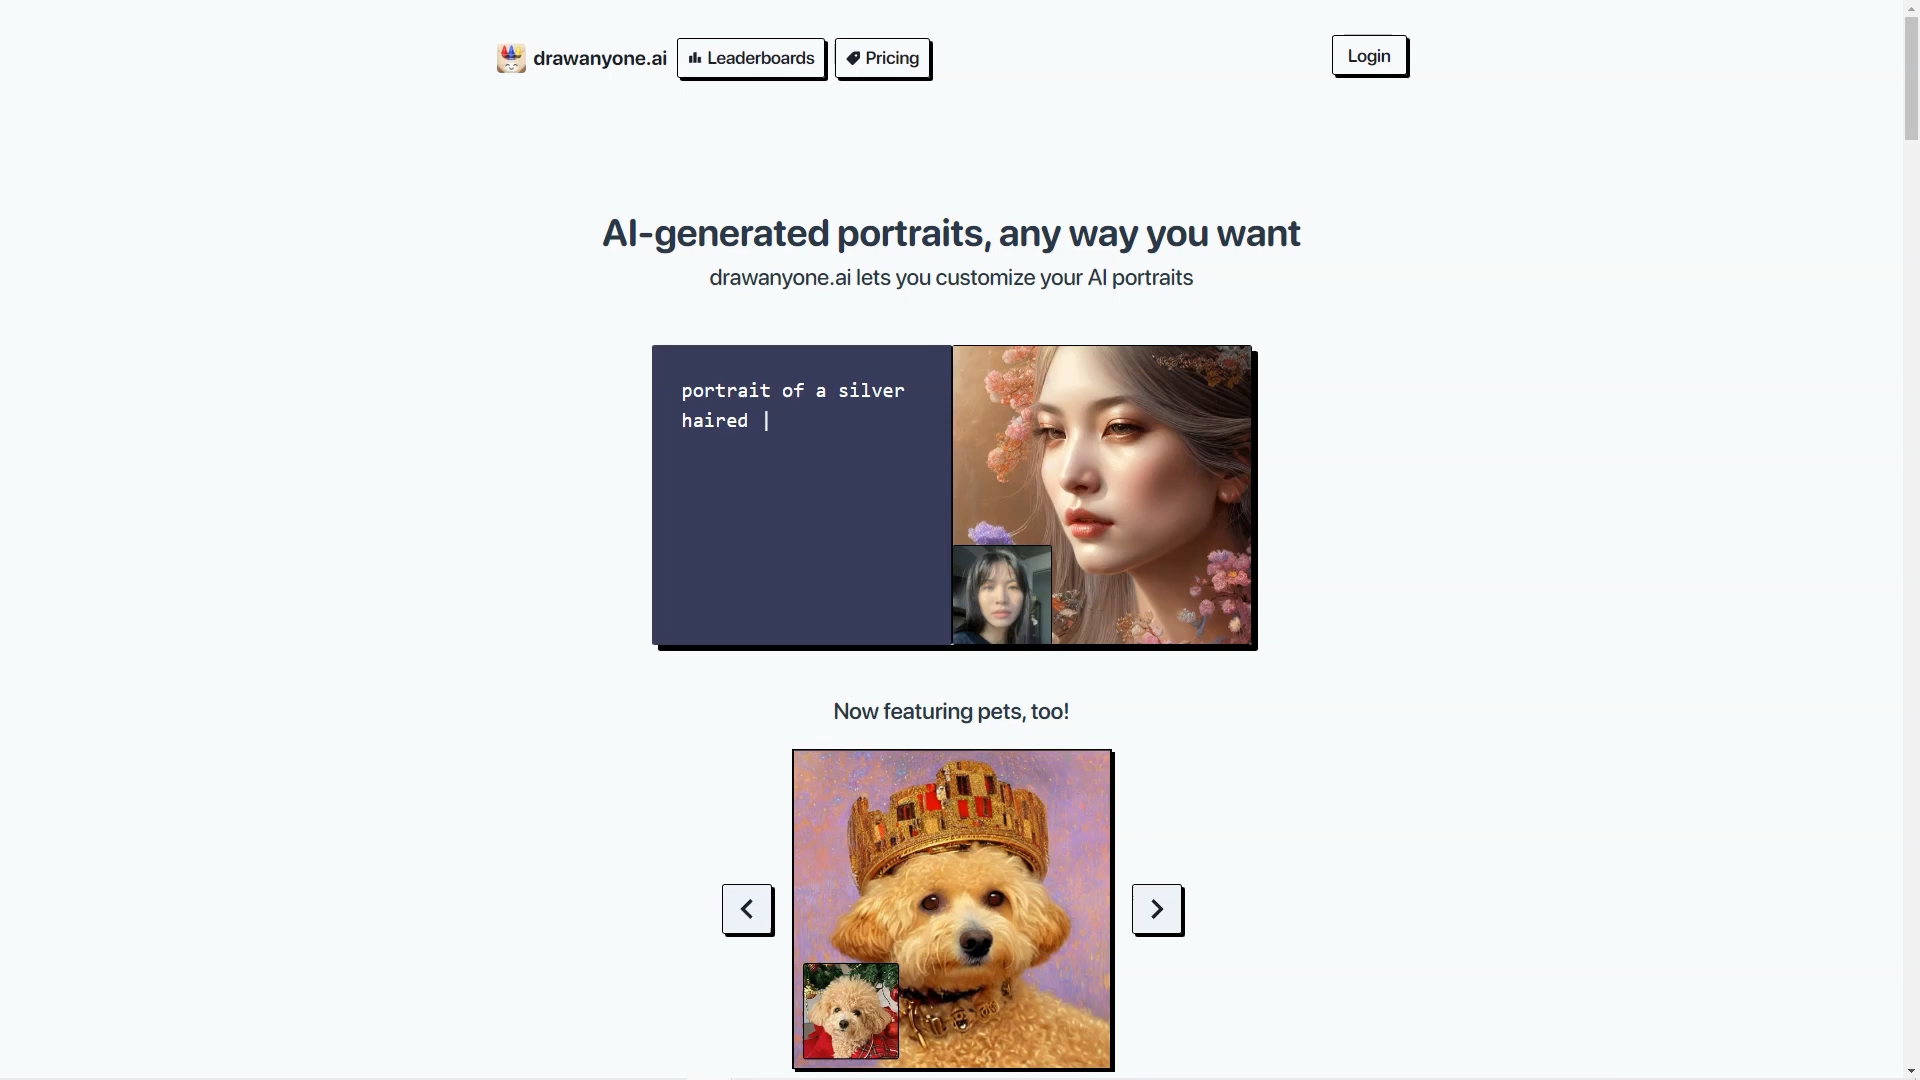 drawanyone.ai
Leaderboards
Pricing
Login
AI-generated portraits, any way you want
drawanyone.ai lets you customize your AI portraits
portrait of a silver
haired |
Now featuring pets, too!